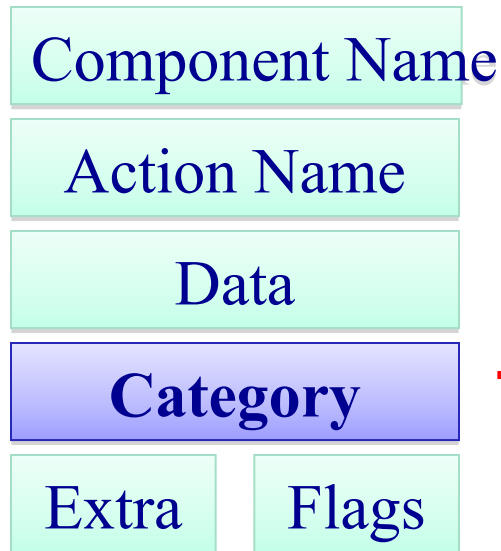 Component Name
Action Name
Data
Category
Extra
Flags